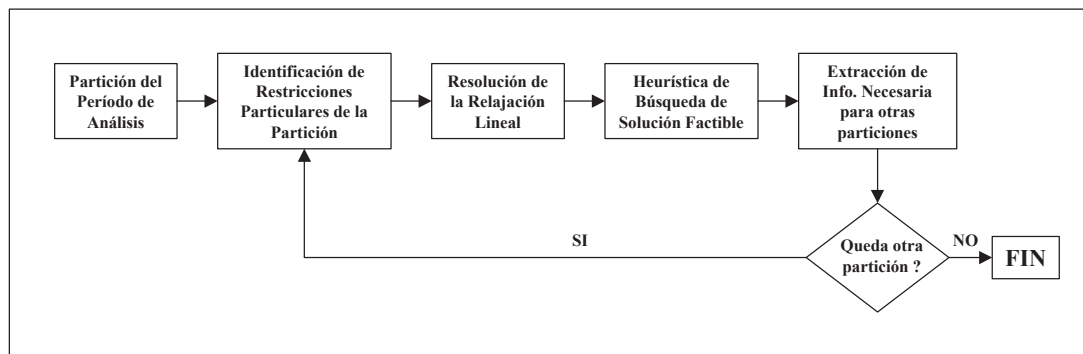 Partición del
Período de
Análisis
Identificación de
Restricciones
Particulares de la
Partición
Resolución de
la Relajación
Lineal
Heurística de
Búsqueda de
Solución Factible
Extracción de
Info. Necesaria
para otras
particiones
SI
Queda otra
partición ?
NO
FIN